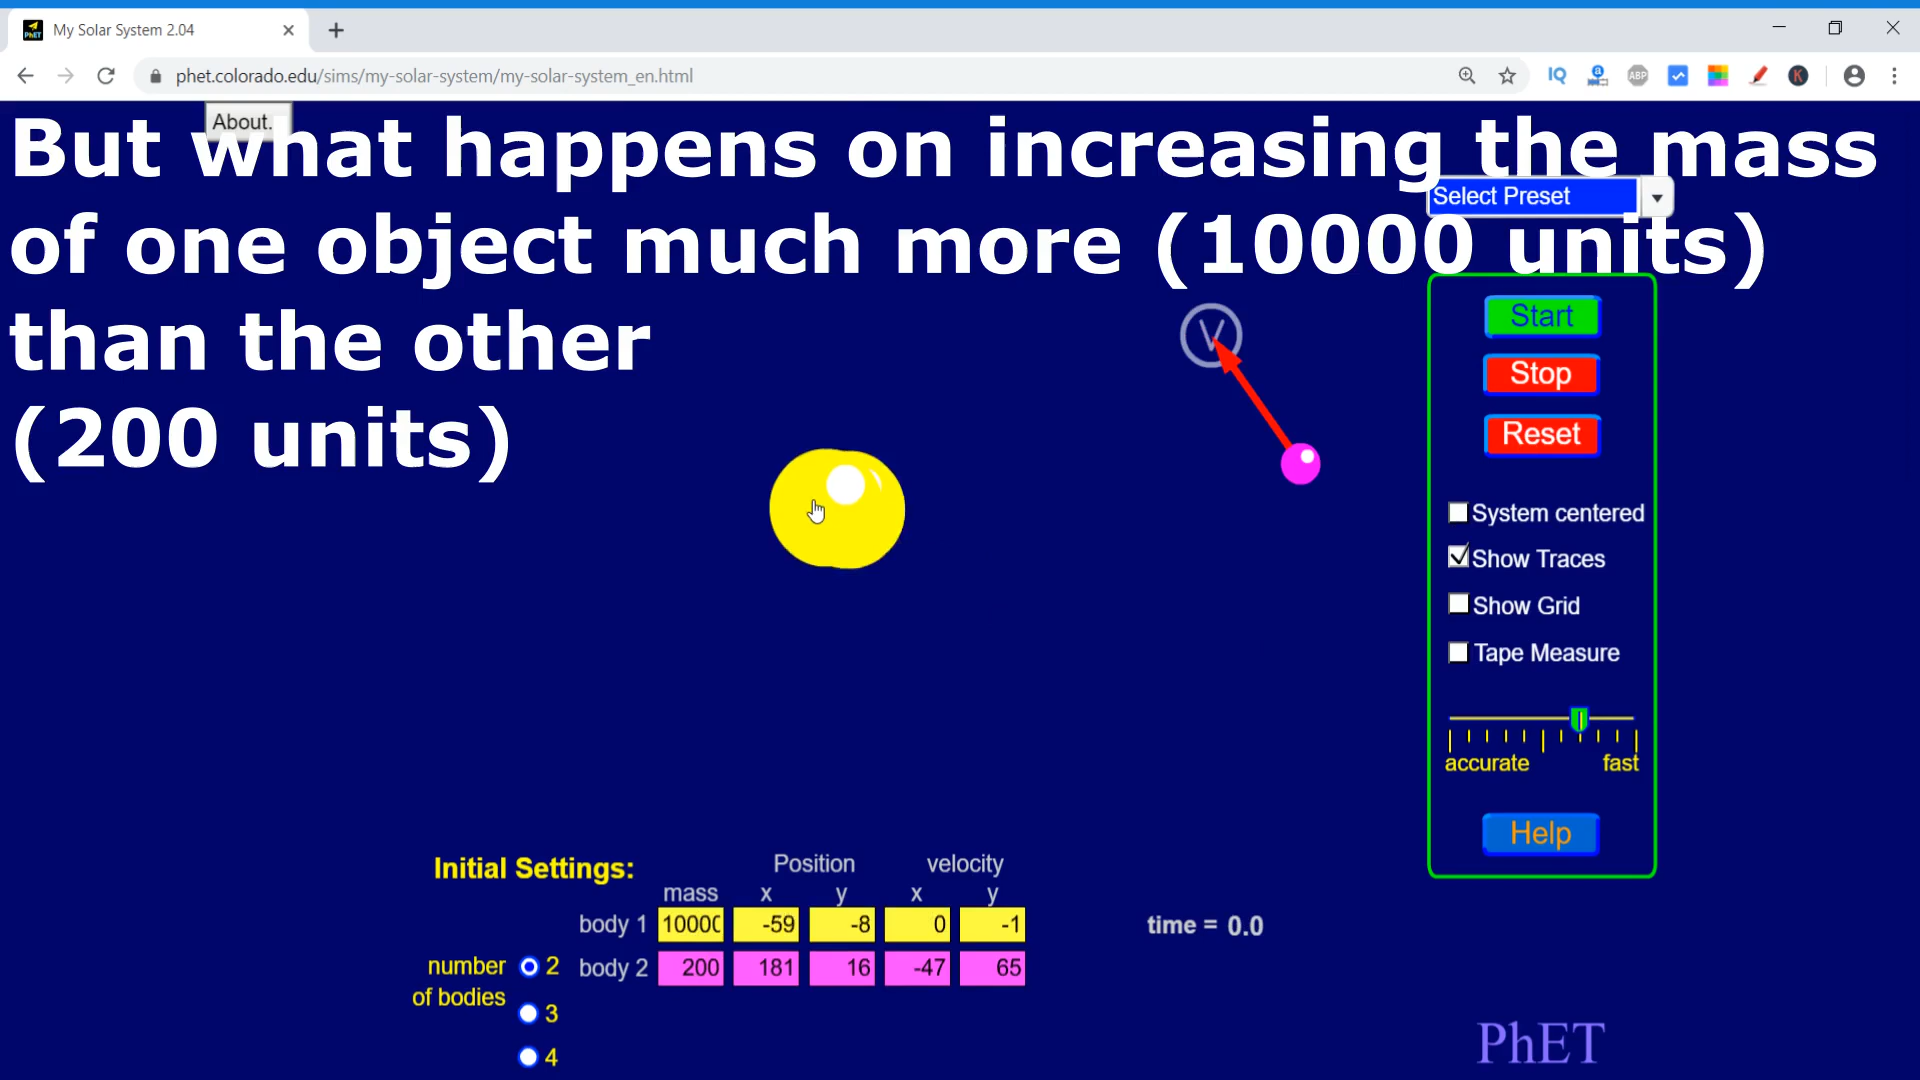 My Solar System 2.04
phet.colorado.edu/sims/my-solar-system/my-solar-system_en.html
IQ
ABP
K
About.
But what happens on increasing the mass
of one object much more (10000 units)
than the other
(200 units)
Select Preset
V
Start
Stop
Reset
System centered
Show Traces
Show Grid
Tape Measure
accurate fast
Help
Initial Settings:
Position velocity
mass x y x y
body 1 10000 -59 -8 0 -1
body 2 200 181 16 -47 65
number of bodies
2
3
4
time = 0.0
PhET